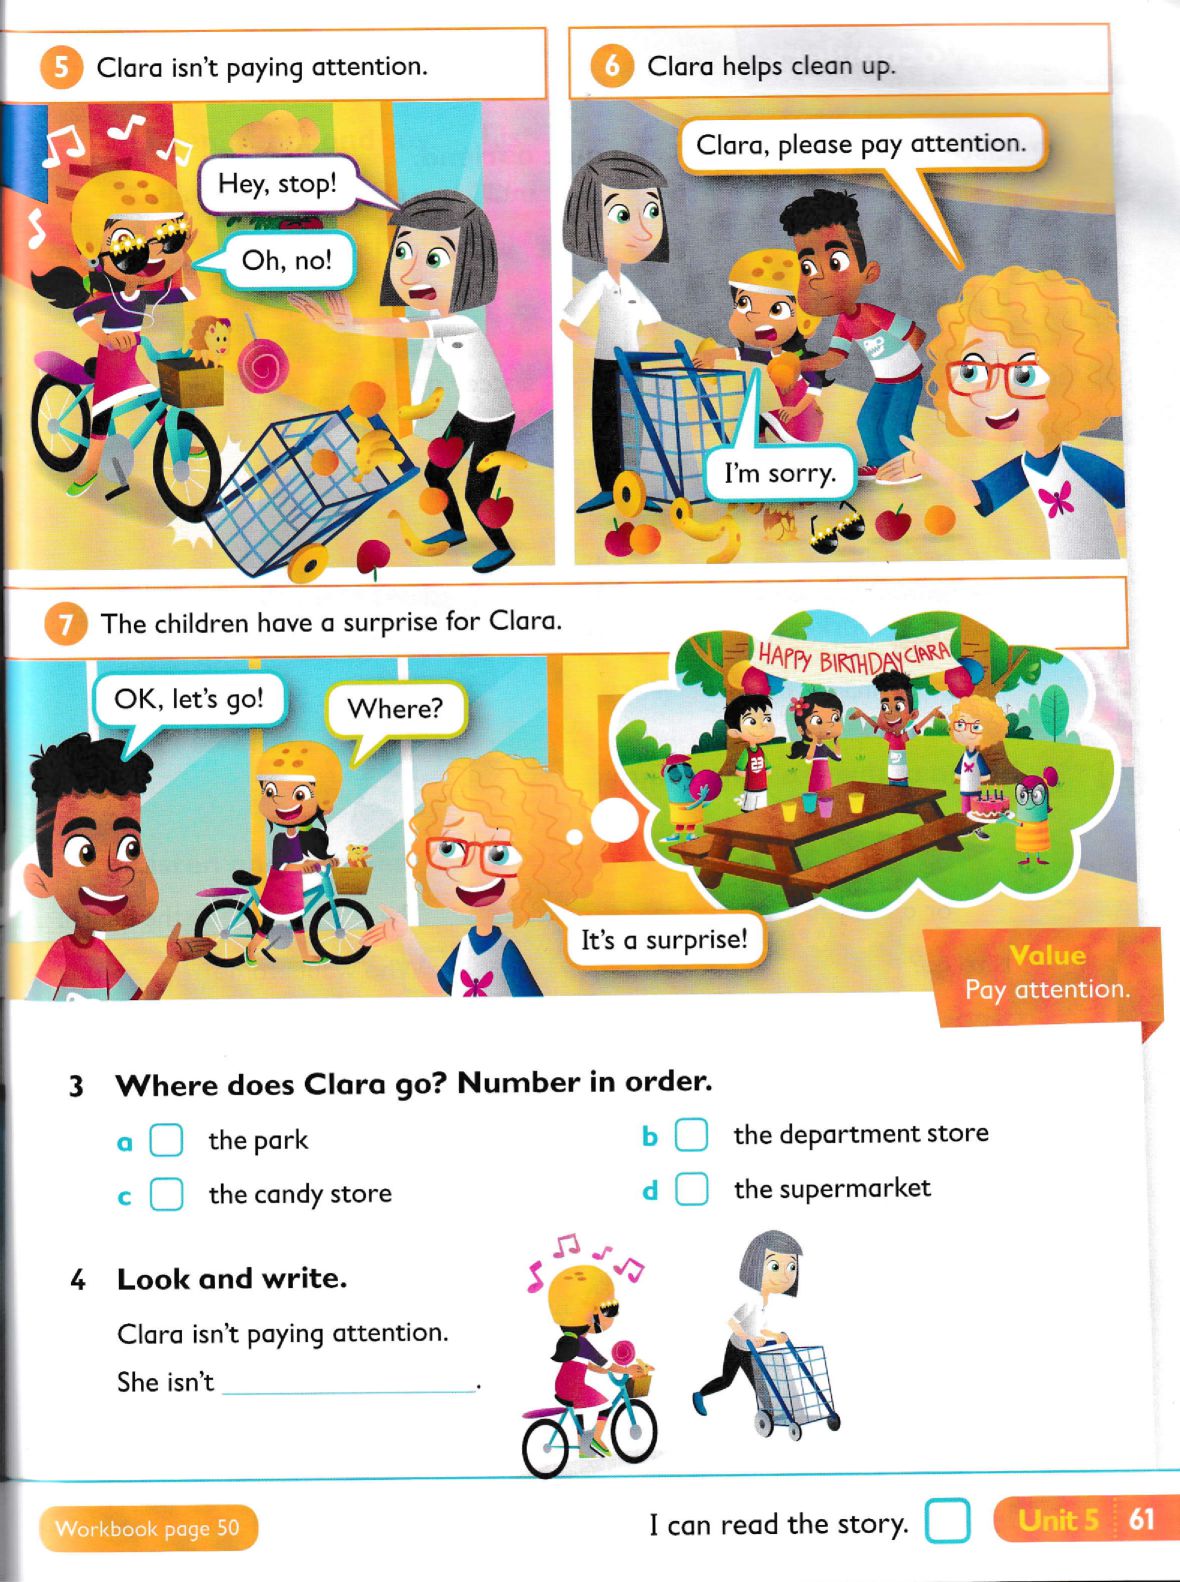 5 Clara isn't paying attention.
6 Clara helps clean up.
Hey, stop!
Oh, no!
Clara, please pay attention.
I'm sorry.
7 The children have a surprise for Clara.
OK, let's go!
Where?
HAPPY BIRTHDAY CLARA
23
It's a surprise!
Value
Pay attention.
3 Where does Clara go? Number in order.
a the park
b the department store
c the candy store
d the supermarket
4 Look and write.
Clara isn't paying attention.
She isn't ____________________.
Workbook page 50
I can read the story.
Unit 5 61